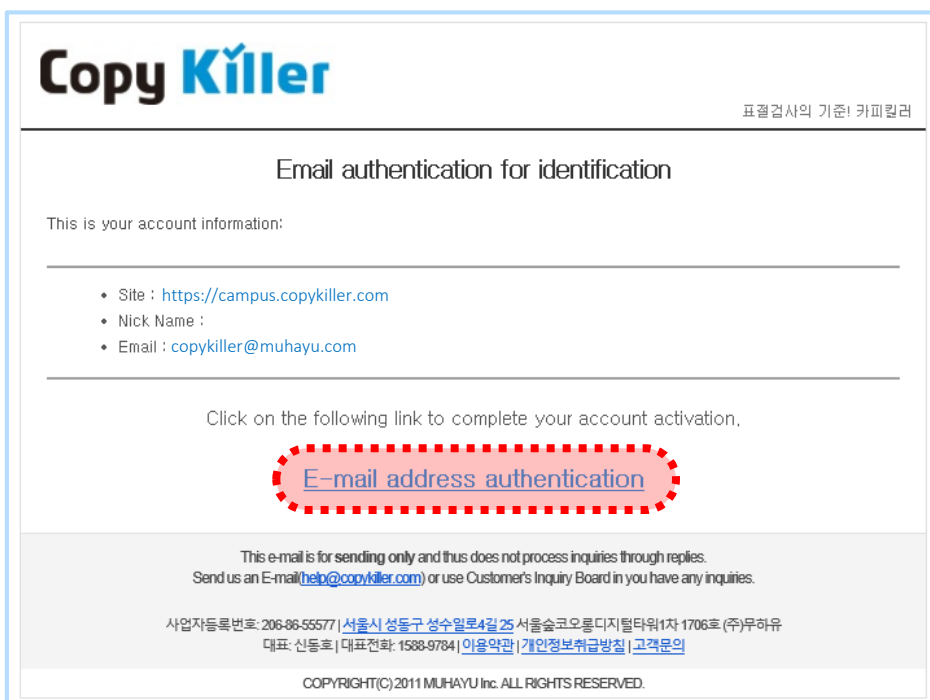 Copy Killer
표절검사의 기준! 카피킬러
Email authentication for identification
This is your account information:
• Site : https://campus.copykiller.com
• Nick Name :
• Email : copykiller@muhayu.com
Click on the following link to complete your account activation,
E-mail address authentication
This e-mail is for sending only and thus does not process inquiries through replies.
Send us an E-mail(help@copykiller.com) or use Customer's Inquiry Board in you have any inquiries.
사업자등록번호: 206-86-55577 | 서울시 성동구 성수일로4길 25 서울숲코오롱디지털타워1차 1706호 (주)무하유
대표: 신동호 | 대표전화: 1588-9784 | 이용약관 | 개인정보취급방침 | 고객문의
COPYRIGHT(C) 2011 MUHAYU Inc. ALL RIGHTS RESERVED.